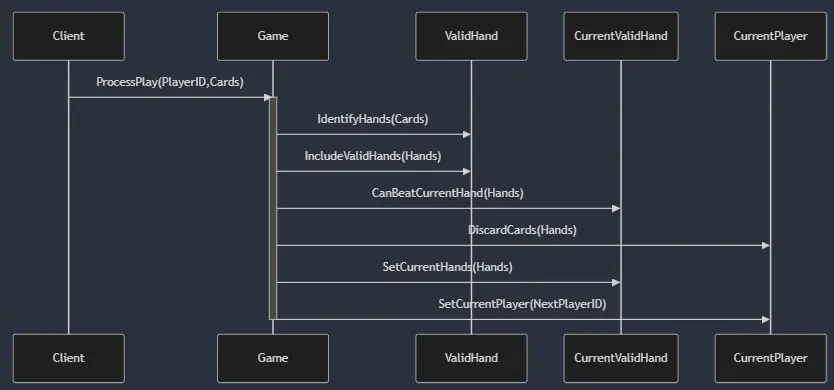 Client
Game
ValidHand
CurrentValidHand
CurrentPlayer
ProcessPlay(PlayerID,Cards)
IdentifyHands(Cards)
IncludeValidHands(Hands)
CanBeatCurrentHand(Hands)
DiscardCards(Hands)
SetCurrentHands(Hands)
SetCurrentPlayer(NextPlayerID)
Client
Game
ValidHand
CurrentValidHand
CurrentPlayer